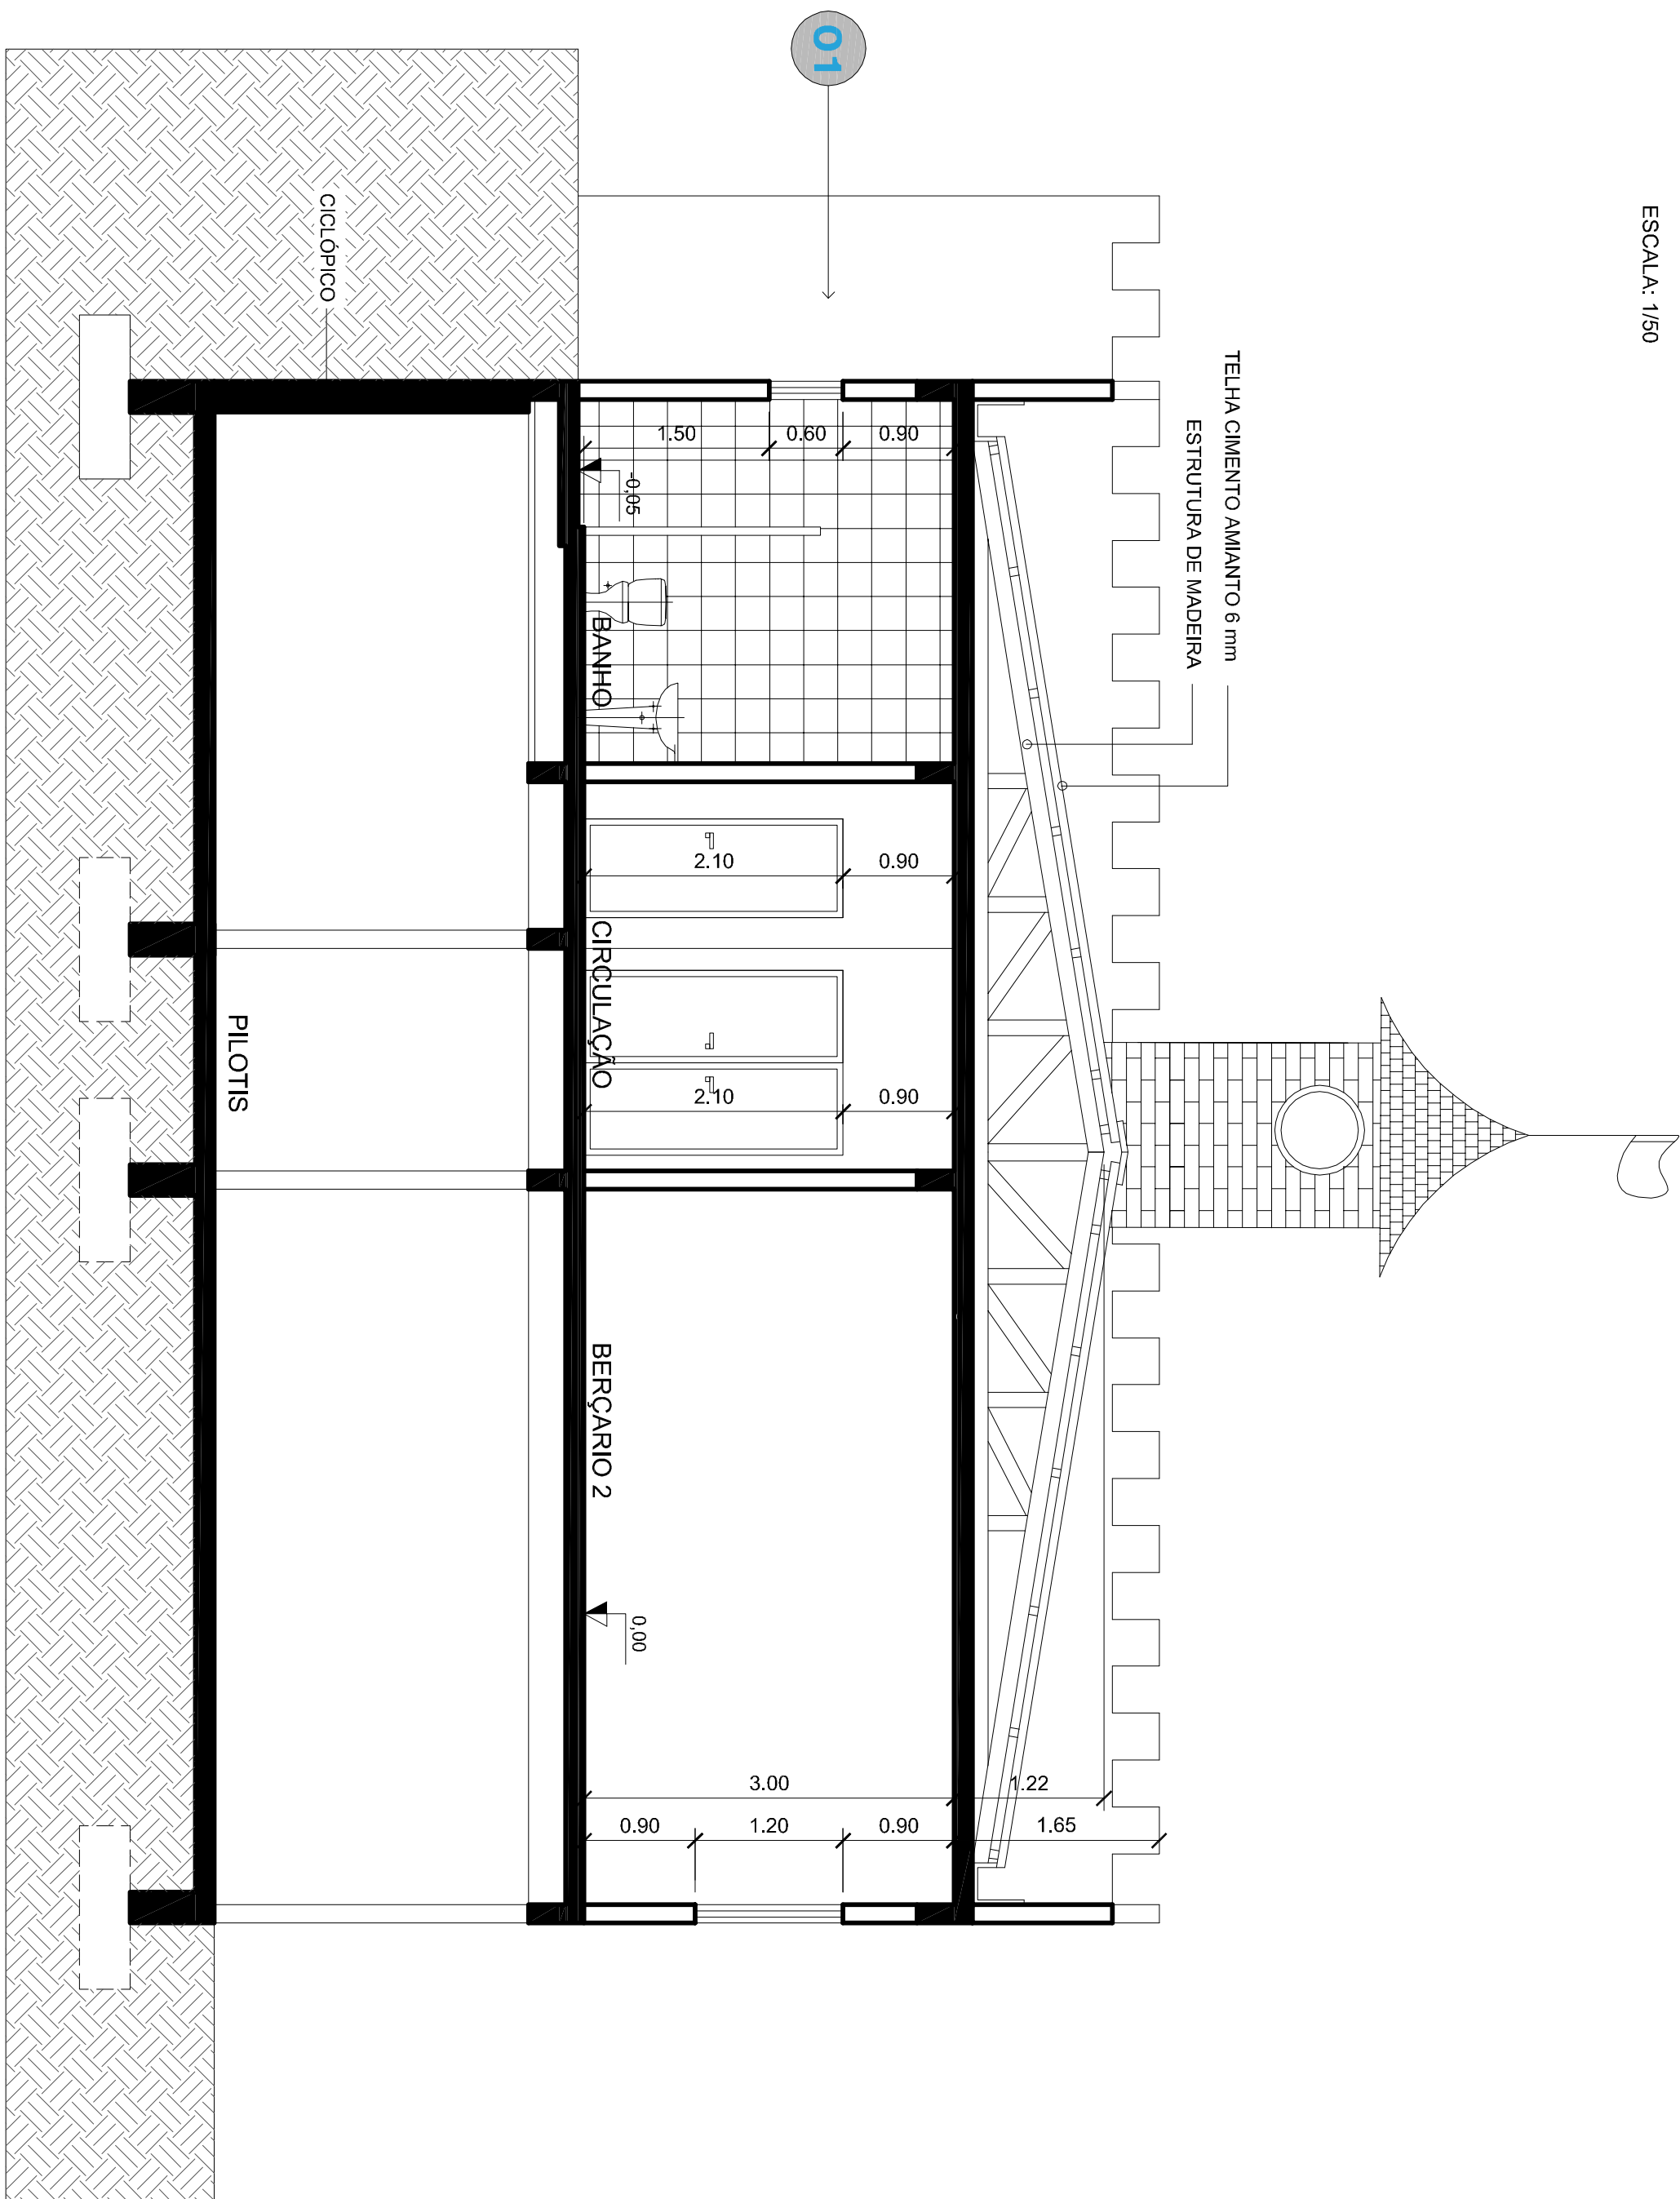 ESCALA: 1/50
TELHA CIMENTO AMIANTO 6 mm
ESTRUTURA DE MADEIRA
01
1.65
1.22
0.90
0.60
1.50
-0,05
BANHO
0.90
2.10
CIRCULAÇÃO
0.90
2.10
BERÇARIO 2
0,00
3.00
0.90
1.20
0.90
CICLÓPICO
PILOTIS